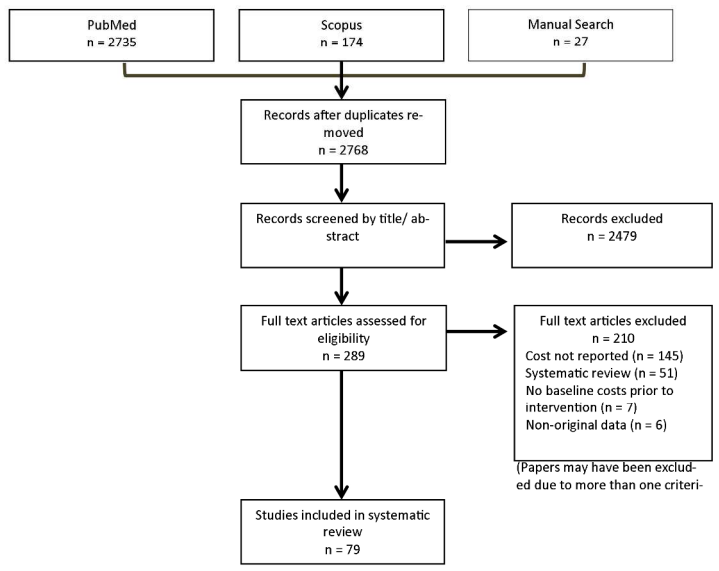 PubMed
n = 2735
Scopus
n = 174
Manual Search
n = 27
Records after duplicates re-
moved
n = 2768
Records screened by title/ ab-
stract
Records excluded
n = 2479
Full text articles assessed for
eligibility
n = 289
Full text articles excluded
n = 210
Cost not reported (n = 145)
Systematic review (n = 51)
No baseline costs prior to
intervention (n = 7)
Non-original data (n = 6)
(Papers may have been exclud-
ed due to more than one criteri-
Studies included in systematic
review
n = 79